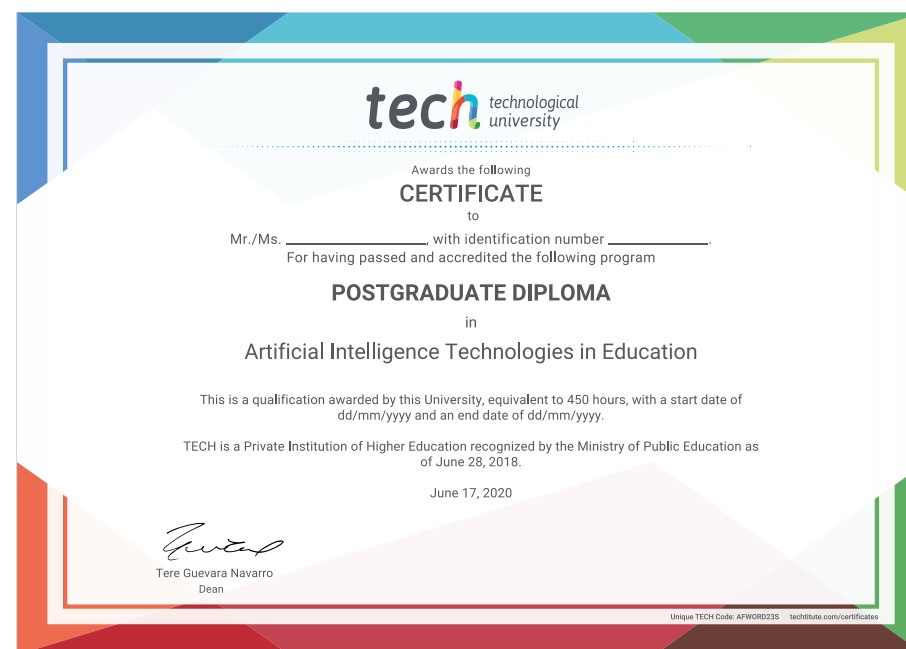 tech technological
university
Awards the following
CERTIFICATE
to
Mr./Ms. ____________________, with identification number ______________.
For having passed and accredited the following program
POSTGRADUATE DIPLOMA
in
Artificial Intelligence Technologies in Education
This is a qualification awarded by this University, equivalent to 450 hours, with a start date of
dd/mm/yyyy and an end date of dd/mm/yyyy.
TECH is a Private Institution of Higher Education recognized by the Ministry of Public Education as
of June 28, 2018.
June 17, 2020
Tere Guevara Navarro
Dean
Unique TECH Code: AFWORD23S techtitute.com/certificates